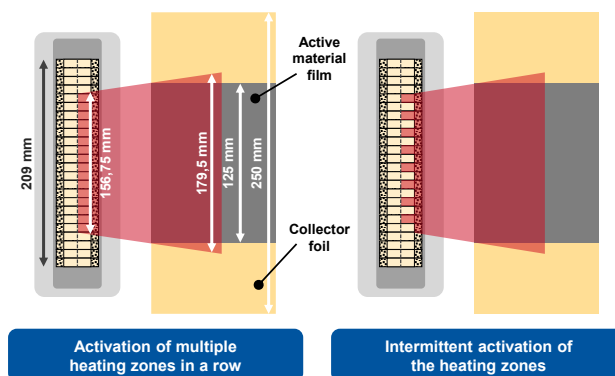 Active
material
film
209 mm
156,75 mm
179,5 mm
125 mm
250 mm
Collector
foil
Activation of multiple
heating zones in a row
Intermittent activation of
the heating zones